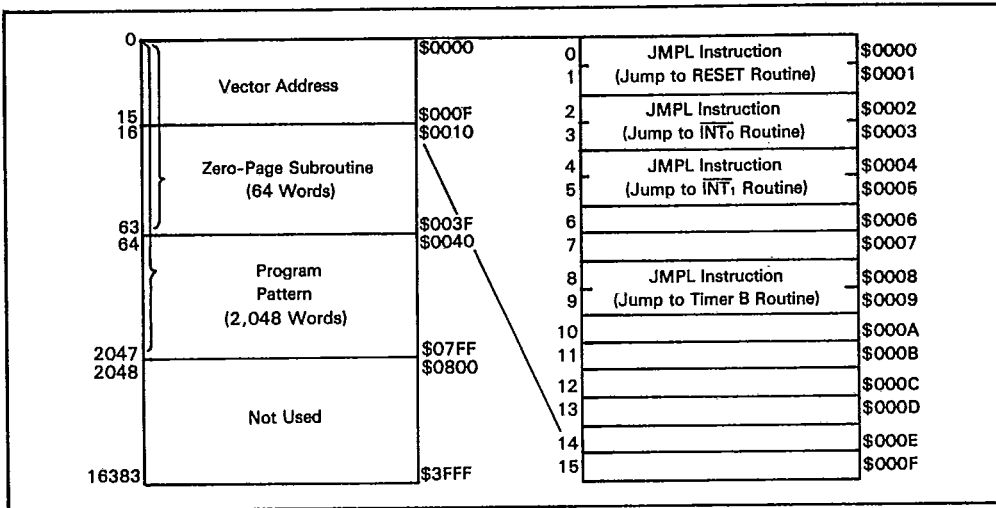 0
$0000
Vector Address
15
$000F
16
$0010
Zero-Page Subroutine
(64 Words)
63
$003F
64
$0040
Program
Pattern
(2,048 Words)
2047
$07FF
2048
$0800
Not Used
16383
$3FFF
0 JMPL Instruction $0000
1 (Jump to RESET Routine) $0001
2 JMPL Instruction $0002
3 (Jump to INT₀ Routine) $0003
4 JMPL Instruction $0004
5 (Jump to INT₁ Routine) $0005
6 $0006
7 $0007
8 JMPL Instruction $0008
9 (Jump to Timer B Routine) $0009
10 $000A
11 $000B
12 $000C
13 $000D
14 $000E
15 $000F